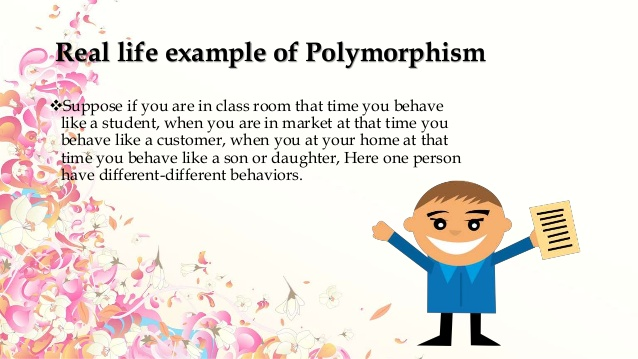 Real life example of Polymorphism
❖Suppose if you are in class room that time you behave
like a student, when you are in market at that time you
behave like a customer, when you at your home at that
time you behave like a son or daughter, Here one person
have different-different behaviors.